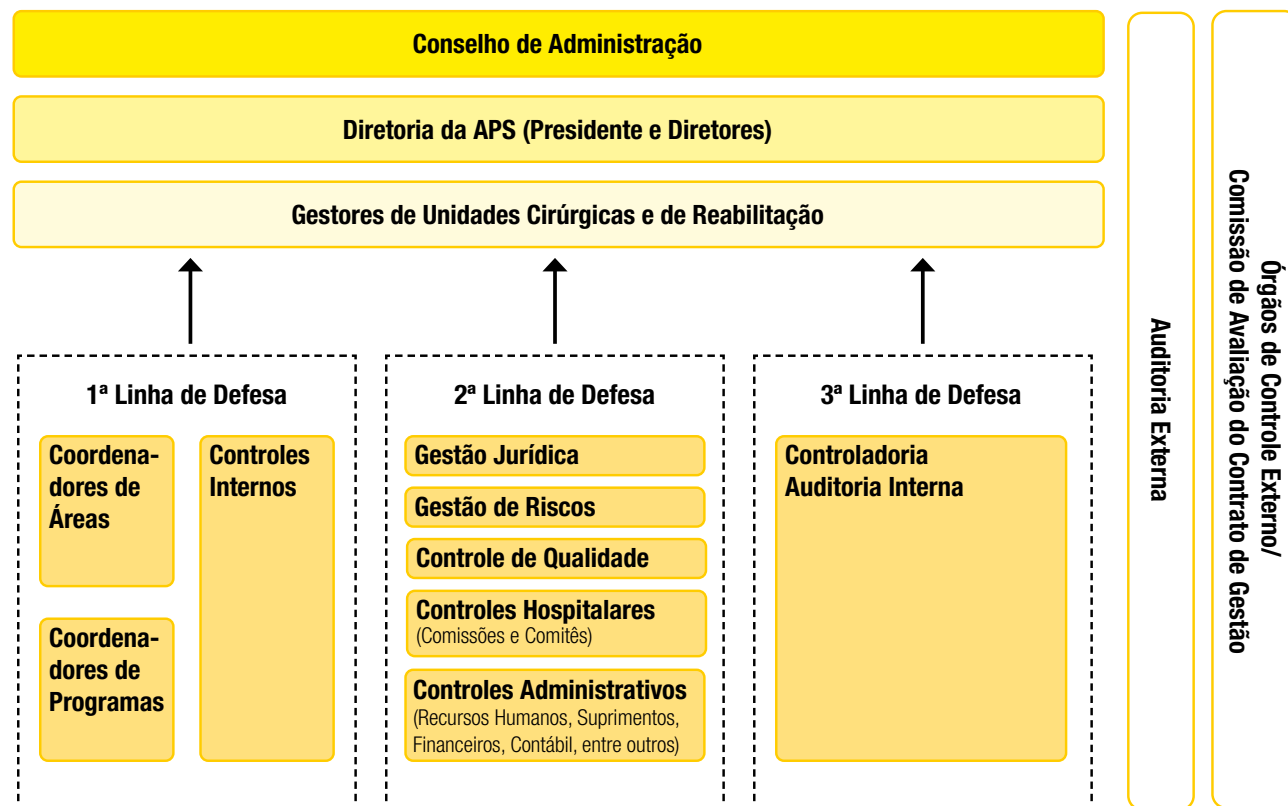 Conselho de Administração
Diretoria da APS (Presidente e Diretores)
Gestores de Unidades Cirúrgicas e de Reabilitação
1ª Linha de Defesa
Coordena-
dores de
Áreas
Coordena-
dores de
Programas
Controles
Internos
2ª Linha de Defesa
Gestão Jurídica
Gestão de Riscos
Controle de Qualidade
Controles Hospitalares
(Comissões e Comitês)
Controles Administrativos
(Recursos Humanos, Suprimentos,
Financeiros, Contábil, entre outros)
3ª Linha de Defesa
Controladoria
Auditoria Interna
Auditoria Externa
Órgãos de Controle Externo/
Comissão de Avaliação do Contrato de Gestão